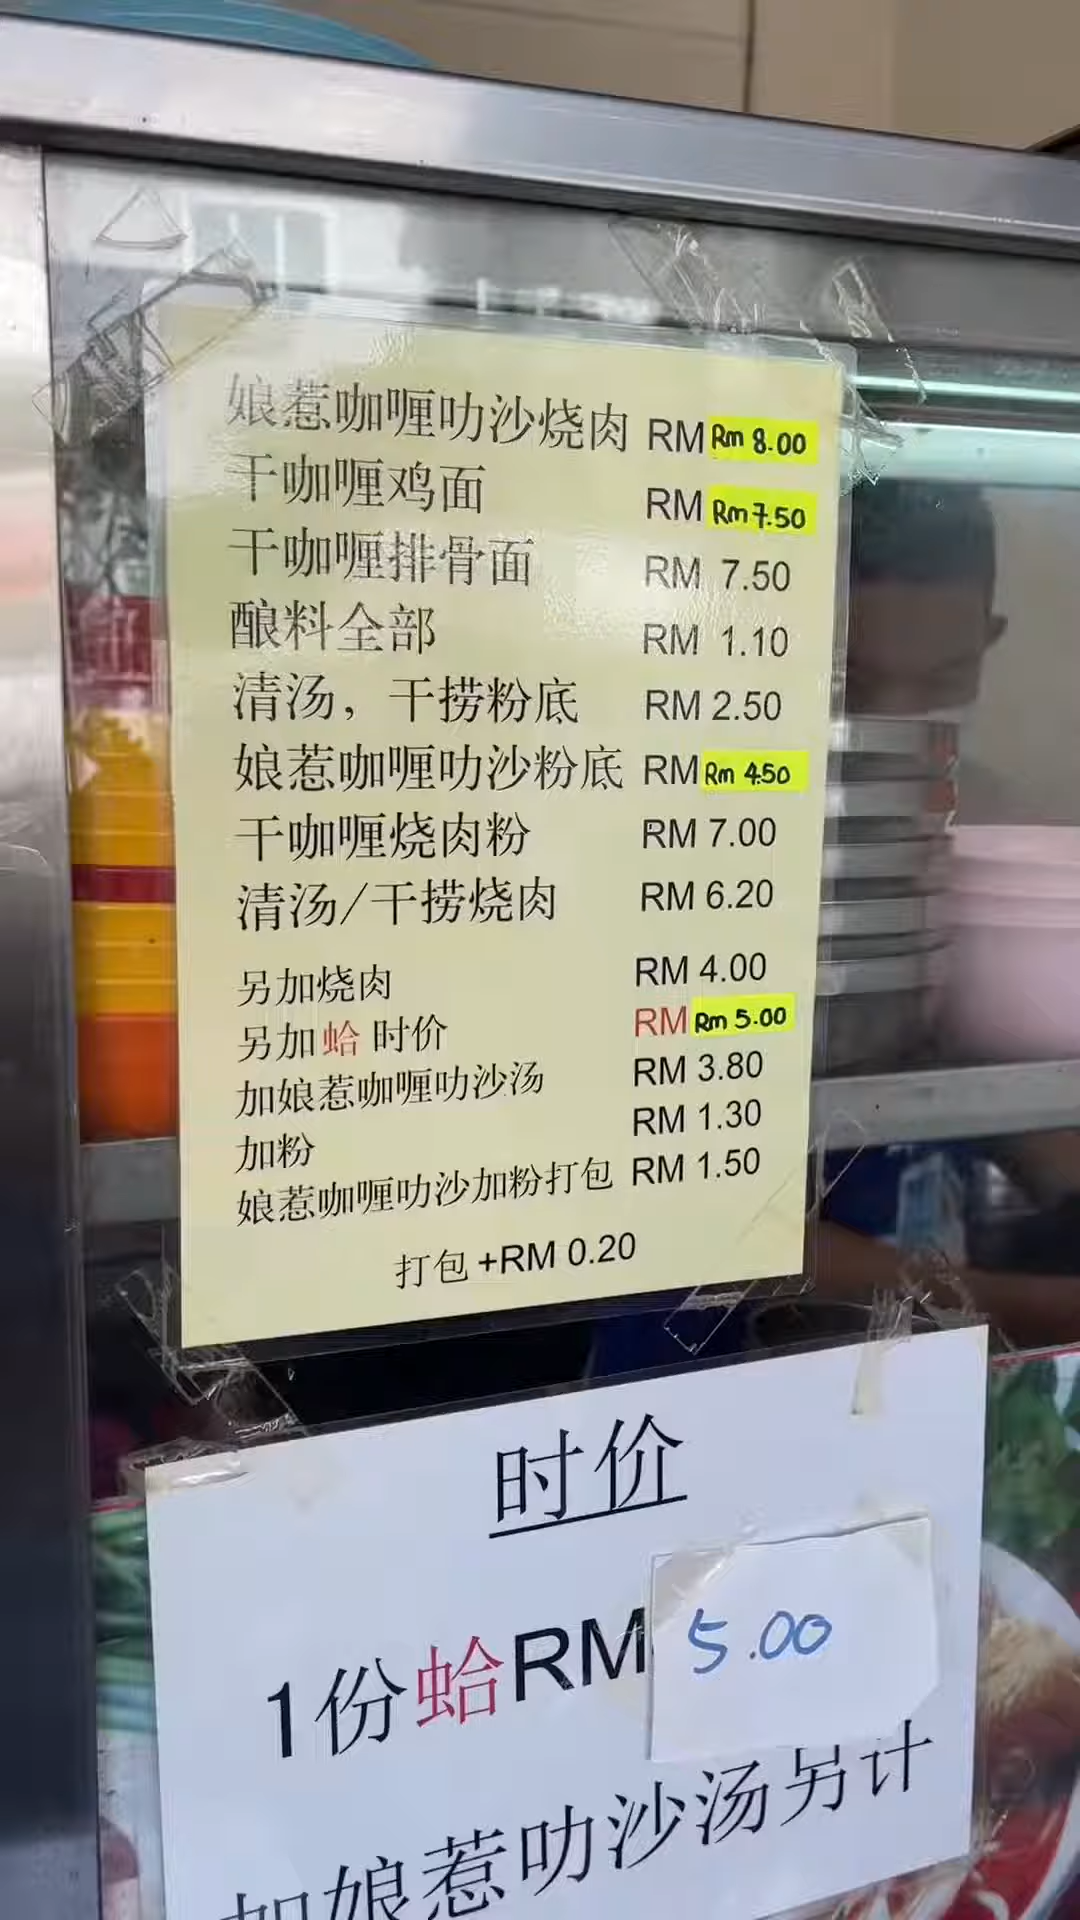 娘惹咖喱叻沙烧肉 RM Rm 8.00
干咖喱鸡面 RM Rm 7.50
干咖喱排骨面 RM 7.50
酿料全部 RM 1.10
清汤，干捞粉底 RM 2.50
娘惹咖喱叻沙粉底 RM Rm 4.50
干咖喱烧肉粉 RM 7.00
清汤/干捞烧肉 RM 6.20
另加烧肉 RM 4.00
另加蛤 时价 RM Rm 5.00
加娘惹咖喱叻沙汤 RM 3.80
加粉 RM 1.30
娘惹咖喱叻沙加粉打包 RM 1.50
打包 +RM 0.20
时价
1份蛤RM 5.00
加娘惹叻沙汤另计